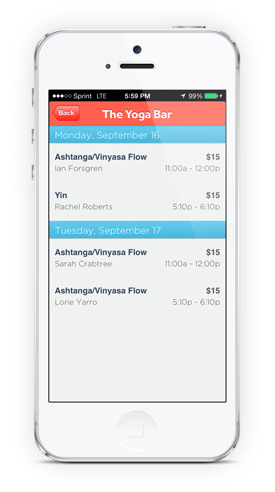 Sprint LTE 5:59 PM 99%
Back The Yoga Bar
Monday, September 16
Ashtanga/Vinyasa Flow $15
Ian Forsgren 11:00a - 12:00p
Yin $15
Rachel Roberts 5:10p - 6:10p
Tuesday, September 17
Ashtanga/Vinyasa Flow $15
Sarah Crabtree 11:00a - 12:00p
Ashtanga/Vinyasa Flow $15
Lorie Yarro 5:10p - 6:10p